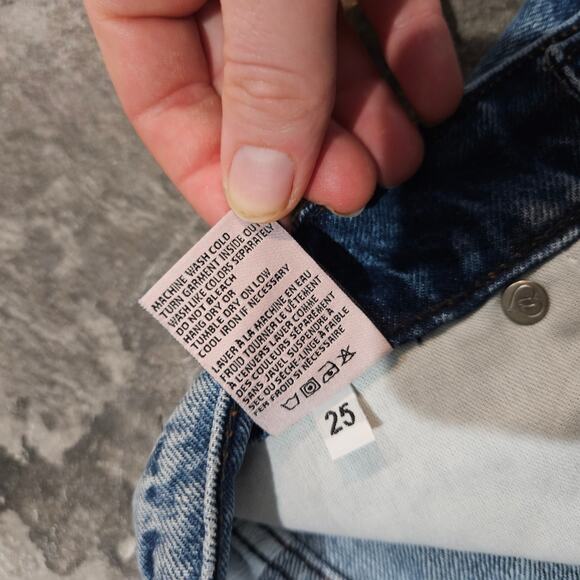 MACHINE WASH COLD
TURN GARMENT INSIDE OUT
WASH LIKE COLORS SEPARATELY
DO NOT BLEACH
HANG DRY OR
TUMBLE DRY ON LOW
COOL IRON IF NECESSARY
LAVER À LA MACHINE EN EAU
FROID TOURNER LE VÊTEMENT
À L'ENVERS LAVER COMME
DES COULEURS SÉPARÉMENT
SANS JAVEL SUSPENDRE À
SEC OU SÈCHE-LINGE À FAIBLE
FER FROID SI NÉCESSAIRE
25